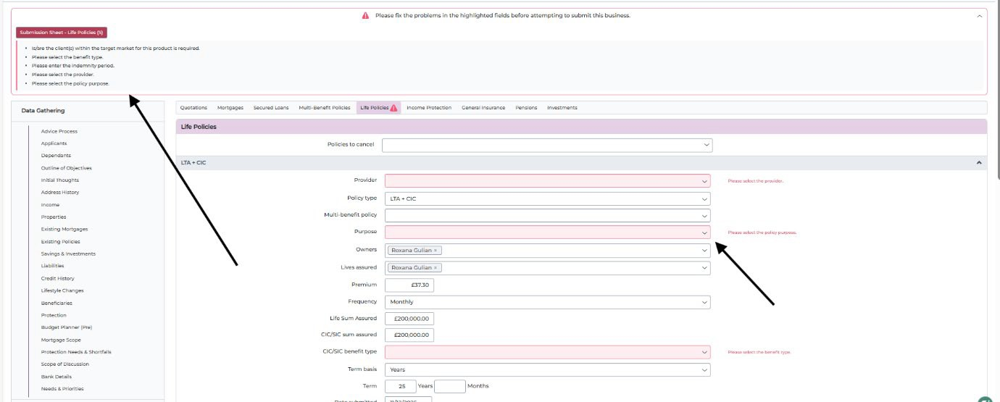 Please fix the problems in the highlighted fields before attempting to submit this business.
Submission Sheet - Life Policies (5)
Is/are the client(s) within the target market for this product is required.
Please select the benefit type.
Please enter the indemnity period.
Please select the provider.
Please select the policy purpose.
Data Gathering
Advice Process
Applicants
Dependants
Outline of Objectives
Initial Thoughts
Address History
Income
Properties
Existing Mortgages
Existing Policies
Savings & Investments
Liabilities
Credit History
Lifestyle Changes
Beneficiaries
Protection
Budget Planner (Pre)
Mortgage Scope
Protection Needs & Shortfalls
Scope of Discussion
Bank Details
Needs & Priorities
Quotations Mortgages Secured Loans Multi-Benefit Policies Life Policies Income Protection General Insurance Pensions Investments
Life Policies
Policies to cancel
LTA + CIC
Provider Please select the provider.
Policy type LTA + CIC
Multi-benefit policy
Purpose Please select the policy purpose.
Owners Roxana Gulian ×
Lives assured Roxana Gulian ×
Premium £37.30
Frequency Monthly
Life Sum Assured £200,000.00
CIC/SIC sum assured £200,000.00
CIC/SIC benefit type Please select the benefit type.
Term basis Years
Term 25 Years Months
Date submitted